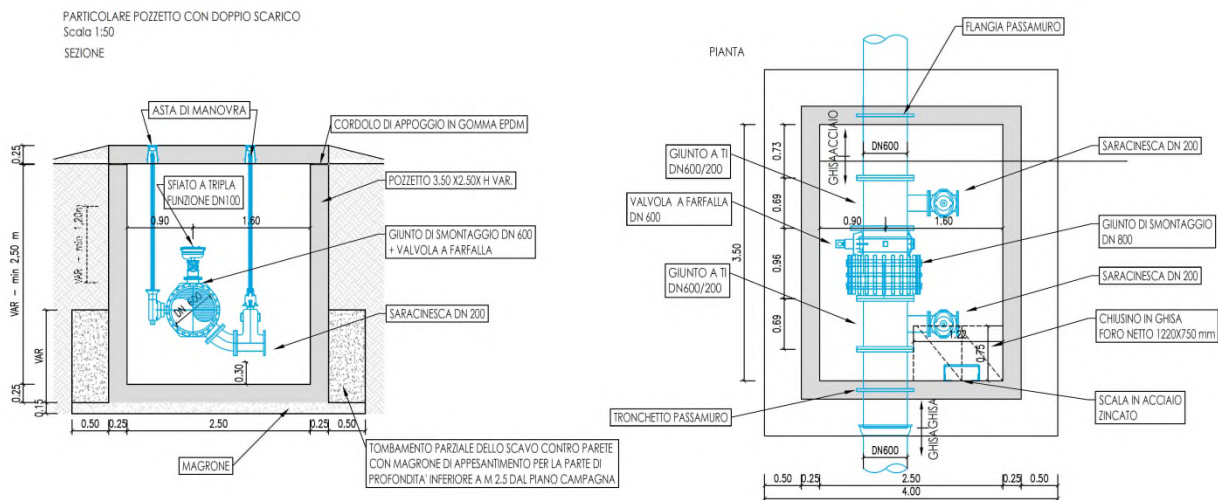 PARTICOLARE POZZETTO CON DOPPIO SCARICO
Scala 1:50
SEZIONE
ASTA DI MANOVRA
CORDOLO DI APPOGGIO IN GOMMA EPDM
SFIATO A TRIPLA
FUNZIONE DN100
POZZETTO 3.50 X2.50X H VAR.
0.90
1.60
GIUNTO DI SMONTAGGIO DN 600
+ VALVOLA A FARFALLA
DN 600
SARACINESCA DN 200
0.30
0.25
VAR - min 2,50 m
VAR - min 1,20m
VAR
0.25
0.15
0.50
0.25
2.50
0.25
0.50
MAGRONE
TOMBAMENTO PARZIALE DELLO SCAVO CONTRO PARETE
CON MAGRONE DI APPESANTIMENTO PER LA PARTE DI
PROFONDITA' INFERIORE A M 2.5 DAL PIANO CAMPAGNA
PIANTA
FLANGIA PASSAMURO
DN600
GHISA
ACCIAIO
GIUNTO A TI
DN600/200
SARACINESCA DN 200
VALVOLA A FARFALLA
DN 600
0.90
1.60
GIUNTO DI SMONTAGGIO
DN 800
GIUNTO A TI
DN600/200
SARACINESCA DN 200
CHIUSINO IN GHISA
FORO NETTO 1220X750 mm
1.22
0.75
3.50
0.73
0.69
0.96
0.69
TRONCHETTO PASSAMURO
SCALA IN ACCIAIO
ZINCATO
GHISA
GHISA
DN600
0.50
0.25
2.50
0.25
0.50
4.00